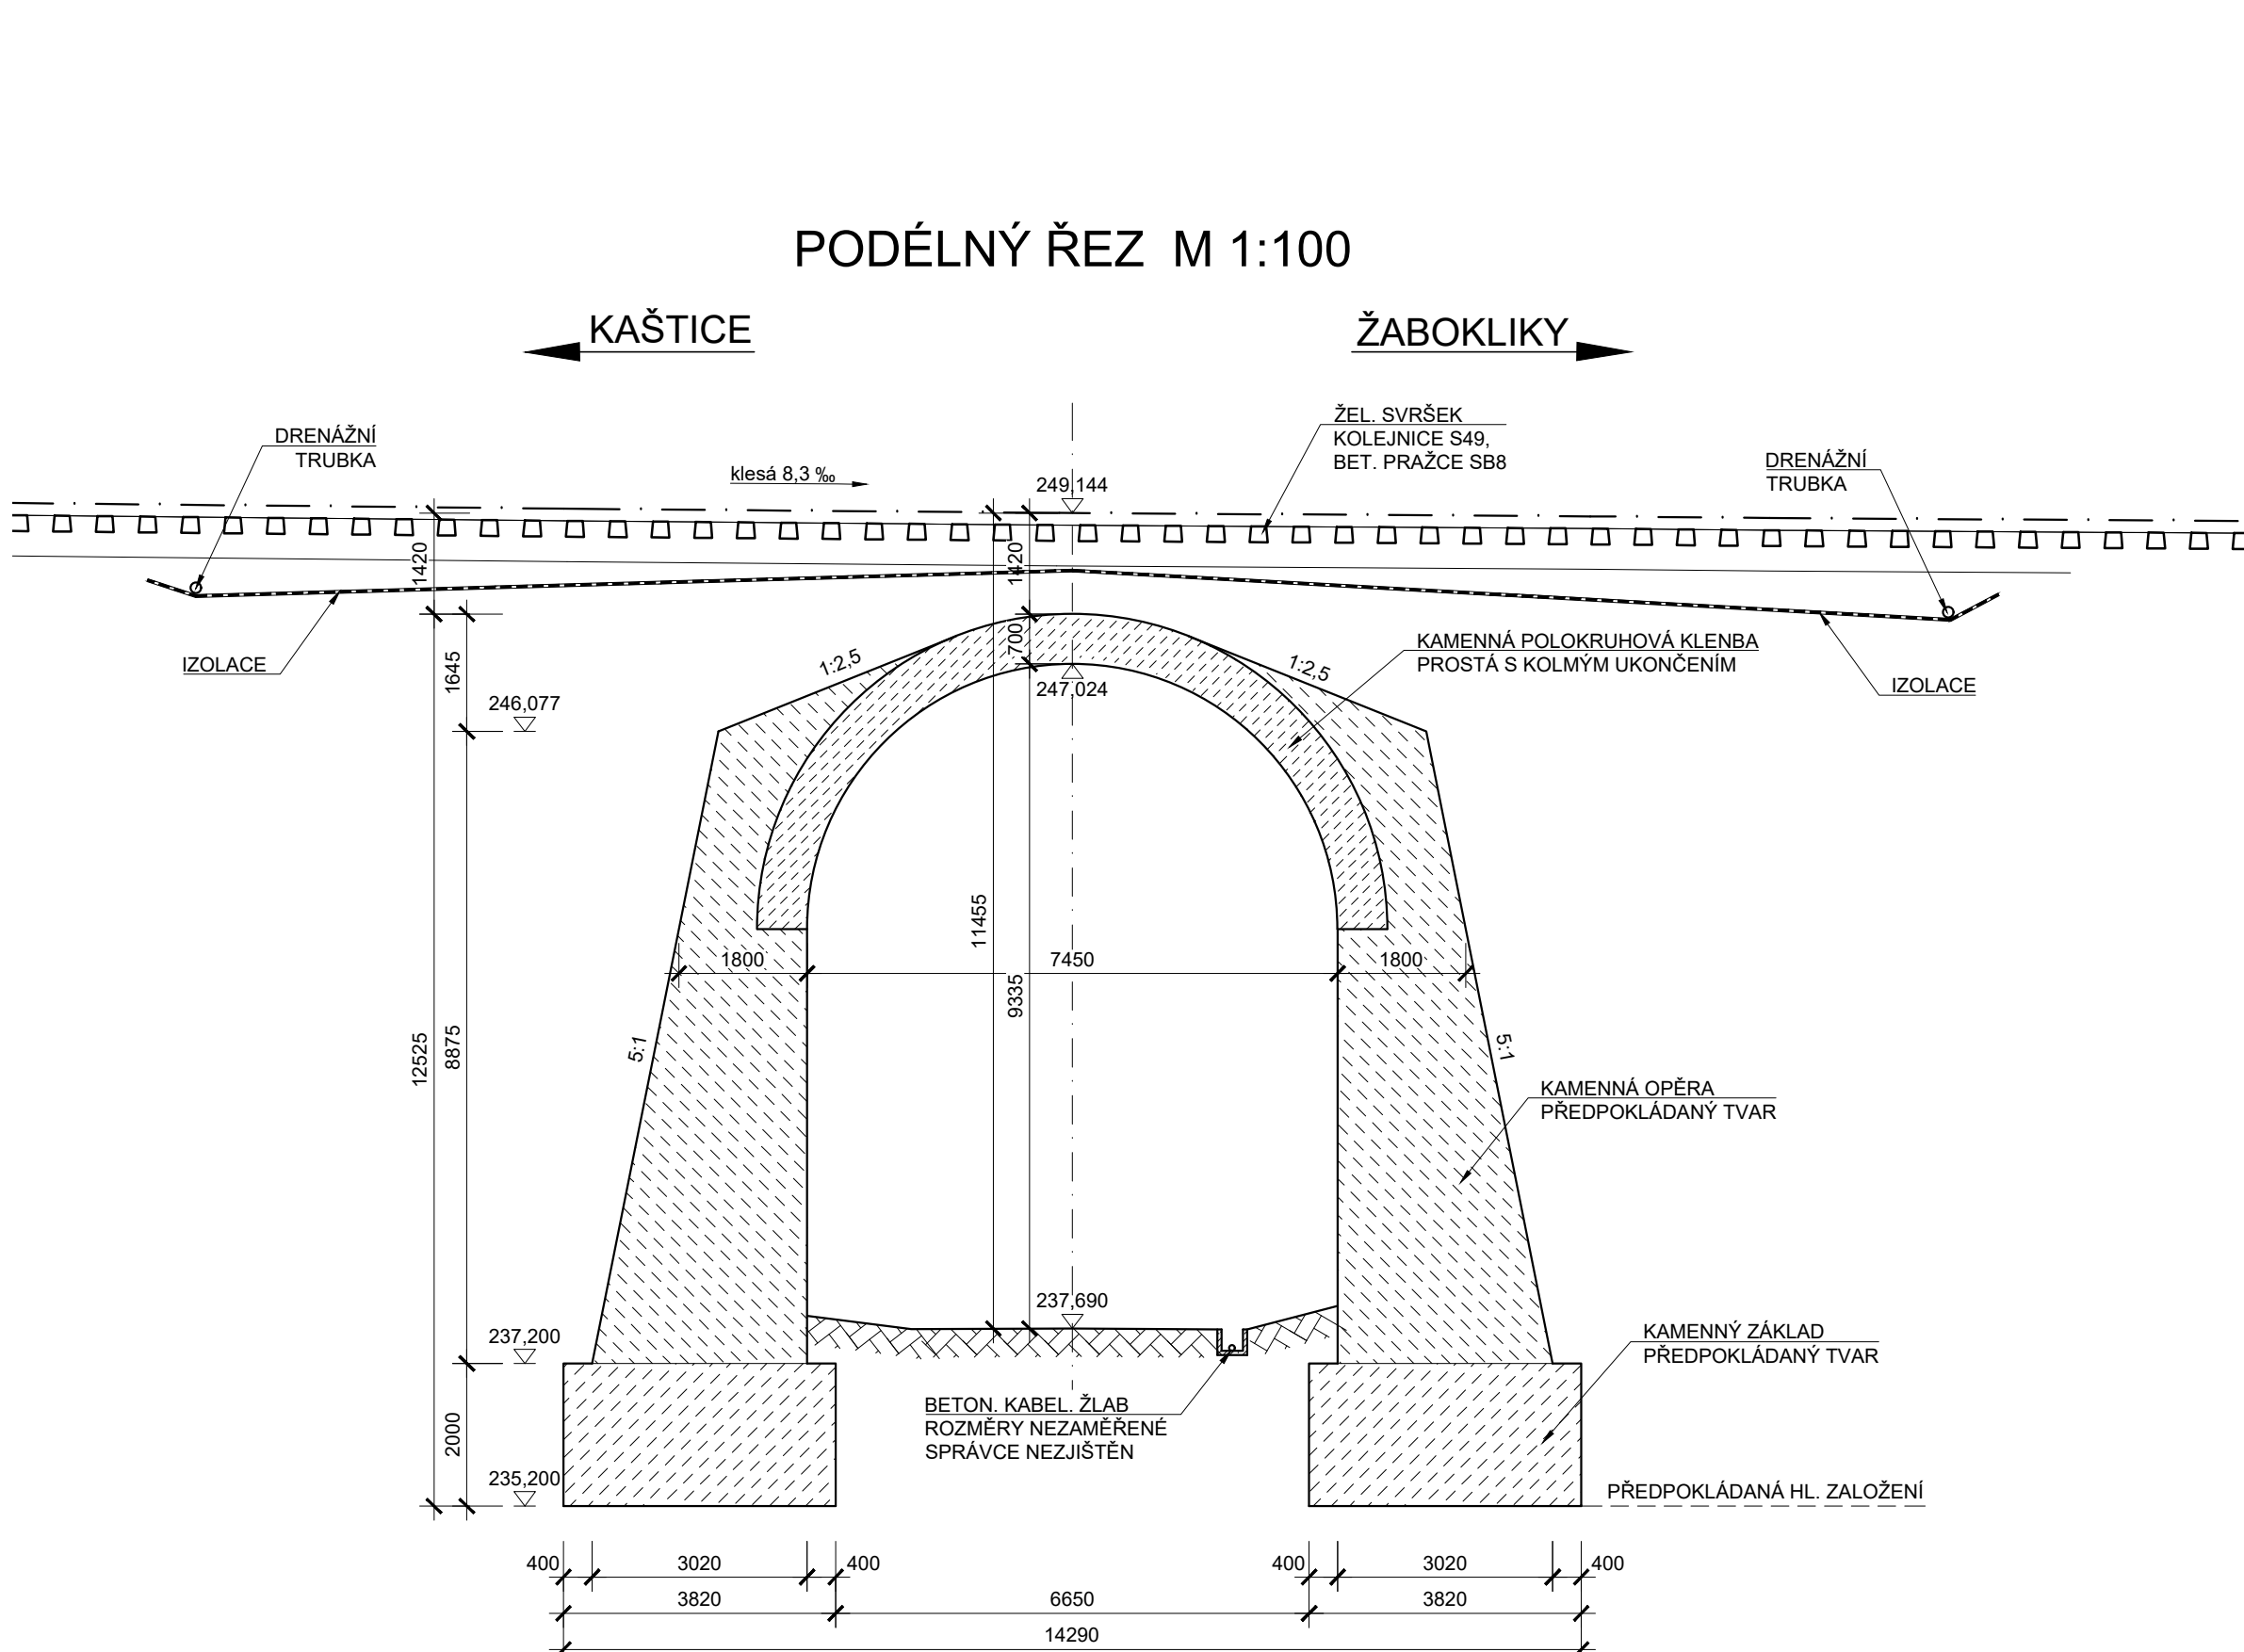 PODÉLNÝ ŘEZ M 1:100
KAŠTICE
ŽABOKLIKY
DRENÁŽNÍ
TRUBKA
klesá 8,3 ‰
249,144
ŽEL. SVRŠEK
KOLEJNICE S49,
BET. PRAŽCE SB8
DRENÁŽNÍ
TRUBKA
1420
1420
IZOLACE
1645
1:2,5
700
1:2,5
KAMENNÁ POLOKRUHOVÁ KLENBA
PROSTÁ S KOLMÝM UKONČENÍM
IZOLACE
246,077
247,024
11455
1800
7450
1800
9335
12525
8875
5:1
5:1
KAMENNÁ OPĚRA
PŘEDPOKLÁDANÝ TVAR
237,690
237,200
KAMENNÝ ZÁKLAD
PŘEDPOKLÁDANÝ TVAR
BETON. KABEL. ŽLAB
ROZMĚRY NEZAMĚŘENÉ
SPRÁVCE NEZJIŠTĚN
2000
235,200
PŘEDPOKLÁDANÁ HL. ZALOŽENÍ
400
3020
400
400
3020
400
3820
6650
3820
14290